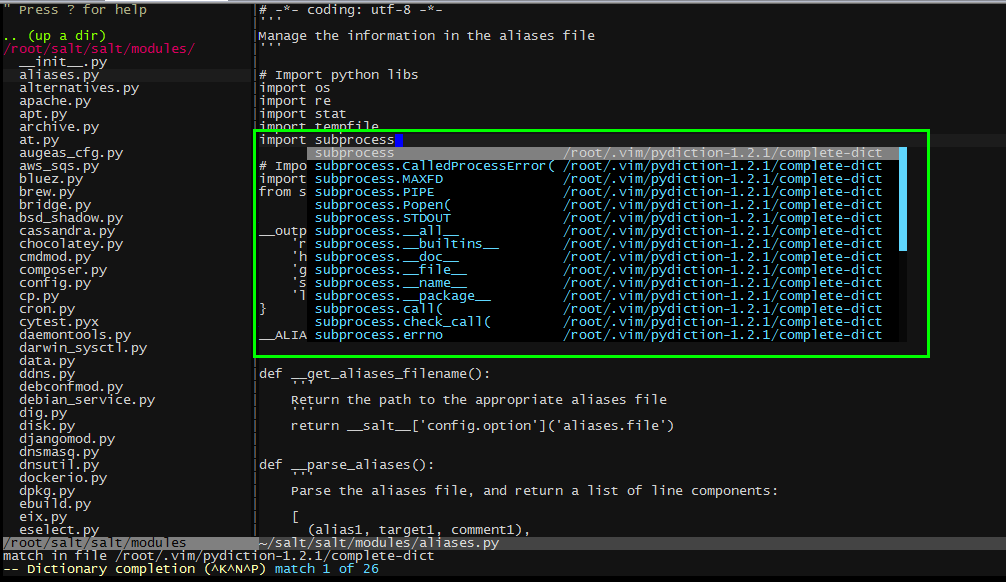 " Press ? for help
.. (up a dir)
/root/salt/salt/modules/
__init__.py
aliases.py
alternatives.py
apache.py
apt.py
archive.py
at.py
augeas_cfg.py
aws_sqs.py
bluez.py
brew.py
bridge.py
bsd_shadow.py
cassandra.py
chocolatey.py
cmdmod.py
composer.py
config.py
cp.py
cron.py
cytest.pyx
daemontools.py
darwin_sysctl.py
data.py
ddns.py
debconfmod.py
debian_service.py
dig.py
disk.py
djangomod.py
dnsmasq.py
dnsutil.py
dockerio.py
dpkg.py
ebuild.py
eix.py
eselect.py
/root/salt/salt/modules
# -*- coding: utf-8 -*-
'''
Manage the information in the aliases file
'''
# Import python libs
import os
import re
import stat
import tempfile
import subprocess
subprocess /root/.vim/pydiction-1.2.1/complete-dict
# Impo subprocess.CalledProcessError( /root/.vim/pydiction-1.2.1/complete-dict
import subprocess.MAXFD /root/.vim/pydiction-1.2.1/complete-dict
from s subprocess.PIPE /root/.vim/pydiction-1.2.1/complete-dict
subprocess.Popen( /root/.vim/pydiction-1.2.1/complete-dict
subprocess.STDOUT /root/.vim/pydiction-1.2.1/complete-dict
__outp subprocess.__all__ /root/.vim/pydiction-1.2.1/complete-dict
'r subprocess.__builtins__ /root/.vim/pydiction-1.2.1/complete-dict
'h subprocess.__doc__ /root/.vim/pydiction-1.2.1/complete-dict
'g subprocess.__file__ /root/.vim/pydiction-1.2.1/complete-dict
's subprocess.__name__ /root/.vim/pydiction-1.2.1/complete-dict
'l subprocess.__package__ /root/.vim/pydiction-1.2.1/complete-dict
} subprocess.call( /root/.vim/pydiction-1.2.1/complete-dict
subprocess.check_call( /root/.vim/pydiction-1.2.1/complete-dict
__ALIA subprocess.errno /root/.vim/pydiction-1.2.1/complete-dict
def __get_aliases_filename():
'''
Return the path to the appropriate aliases file
'''
return __salt__['config.option']('aliases.file')
def __parse_aliases():
'''
Parse the aliases file, and return a list of line components:
[
(alias1, target1, comment1),
~/salt/salt/modules/aliases.py
match in file /root/.vim/pydiction-1.2.1/complete-dict
-- Dictionary completion (^K^N^P) match 1 of 26